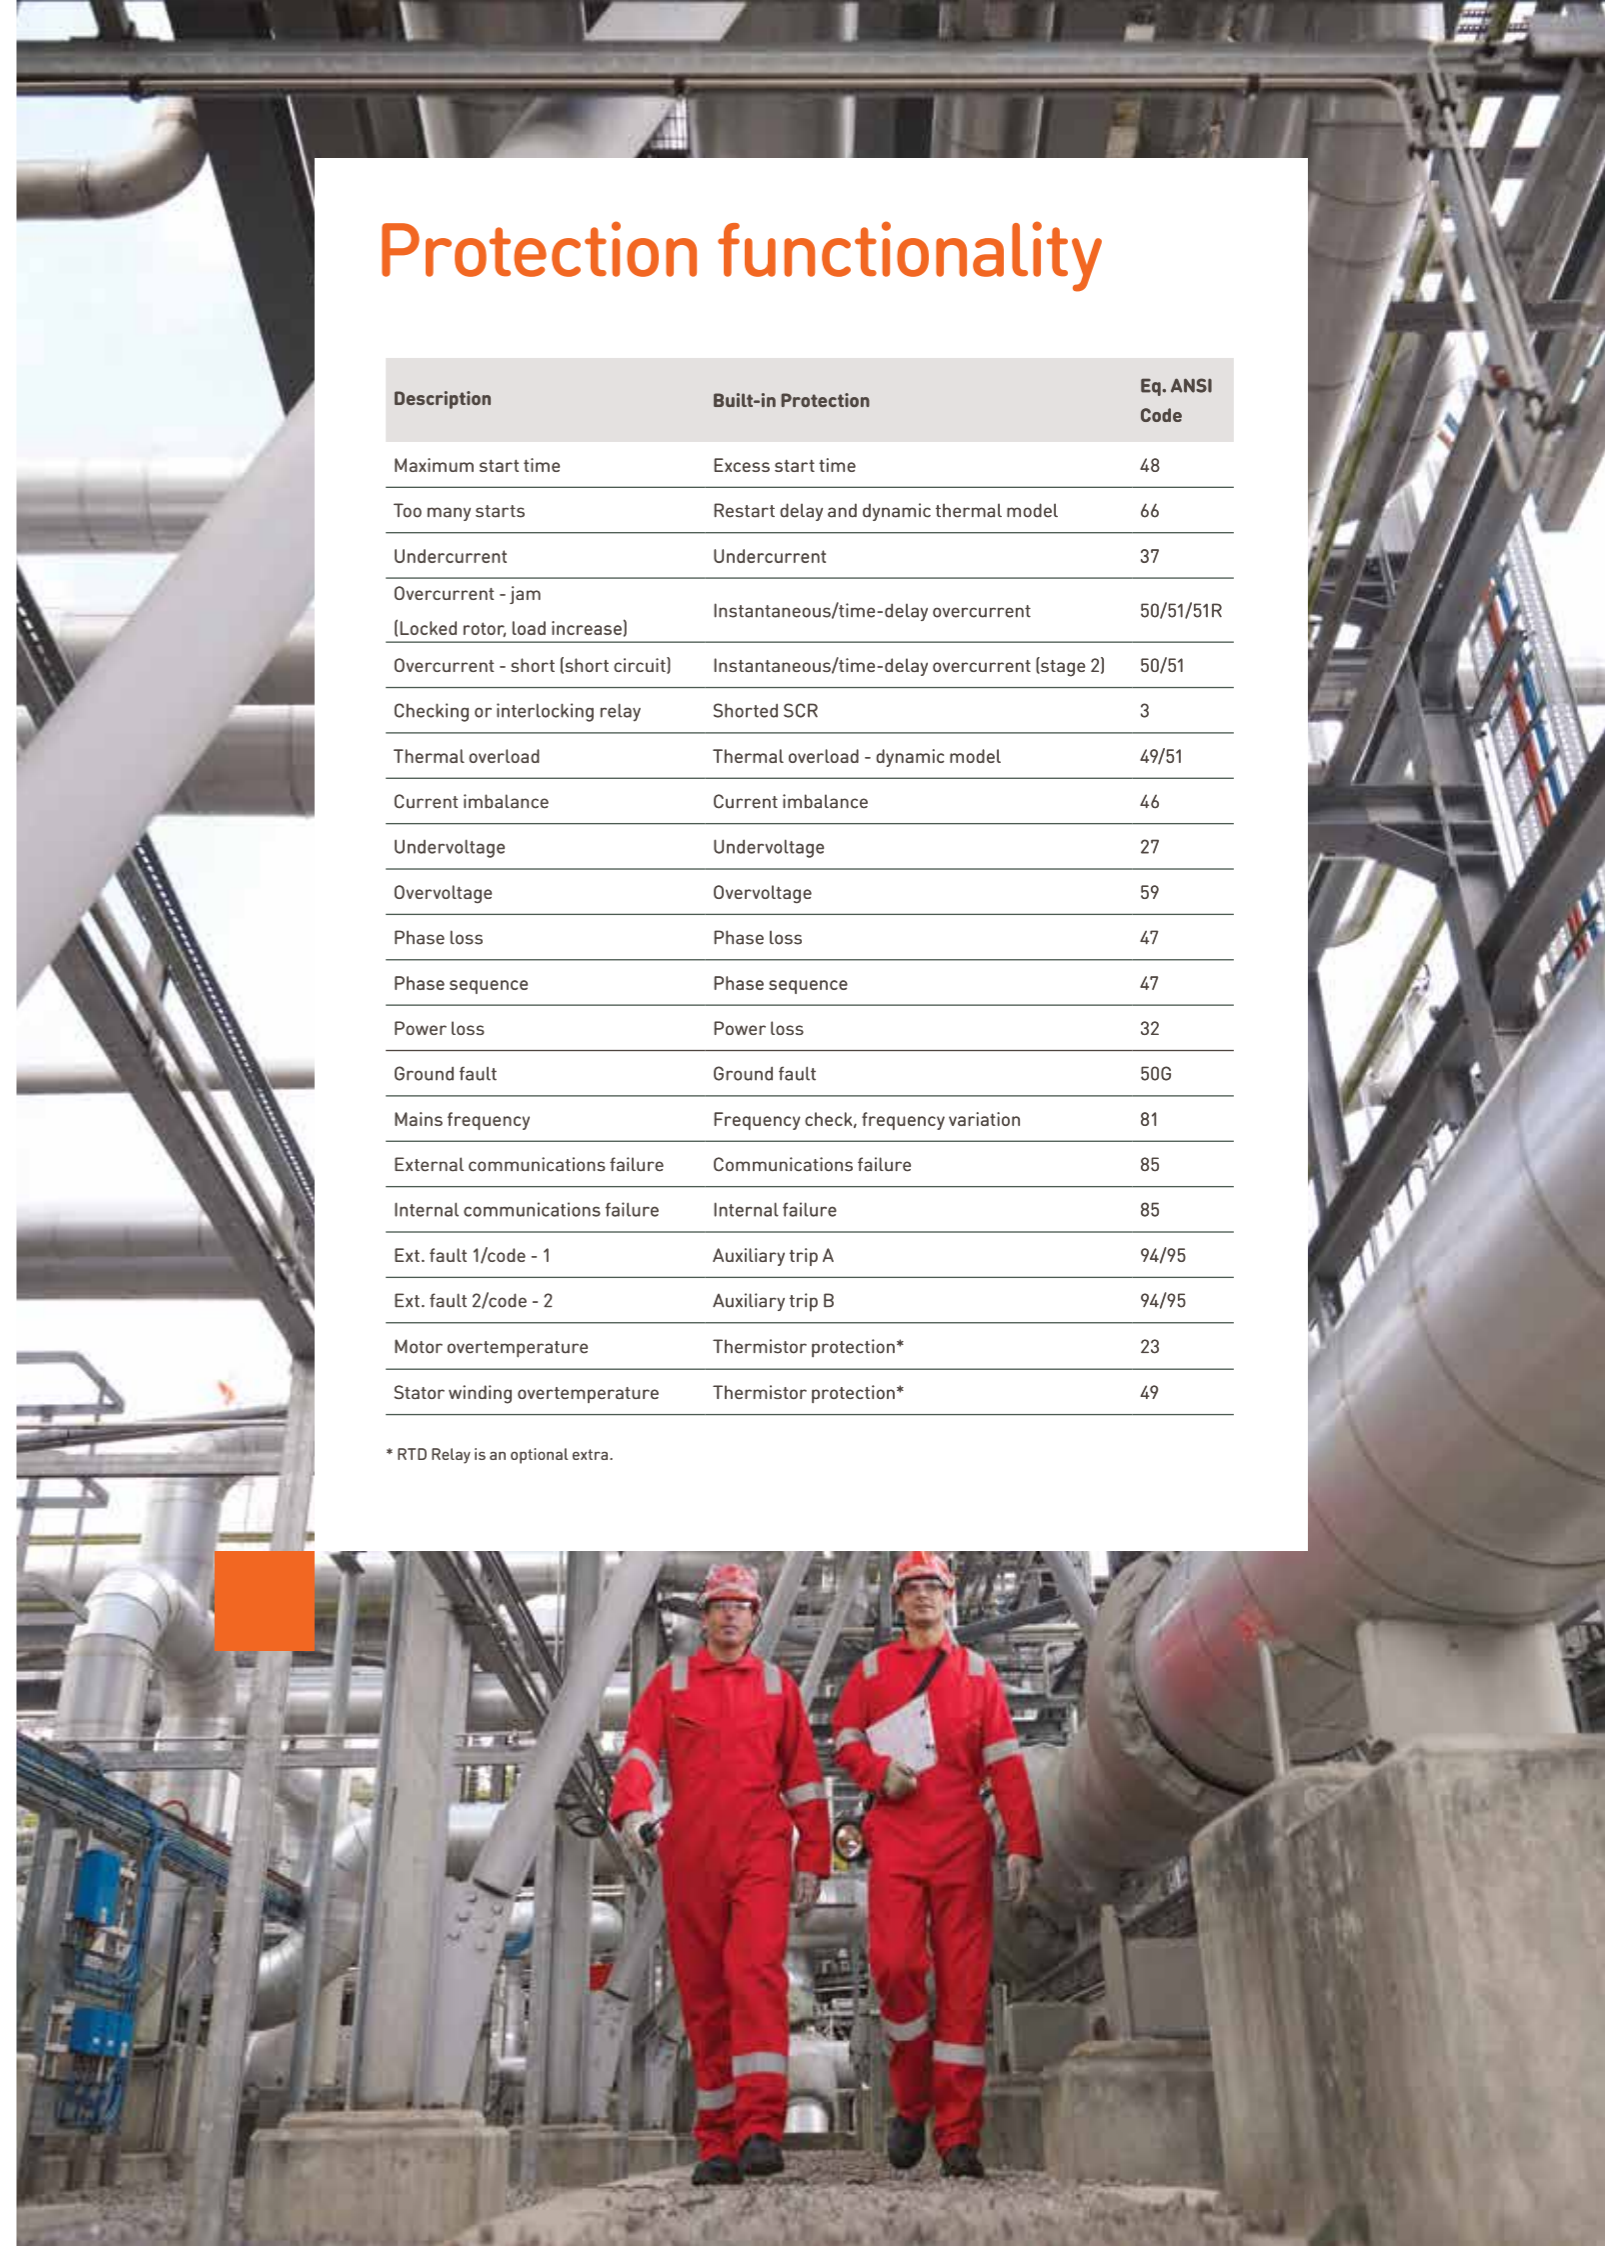 Protection functionality
Description Built-in Protection Eq. ANSI Code
Maximum start time Excess start time 48
Too many starts Restart delay and dynamic thermal model 66
Undercurrent Undercurrent 37
Overcurrent - jam
(Locked rotor, load increase) Instantaneous/time-delay overcurrent 50/51/51R
Overcurrent - short (short circuit) Instantaneous/time-delay overcurrent (stage 2) 50/51
Checking or interlocking relay Shorted SCR 3
Thermal overload Thermal overload - dynamic model 49/51
Current imbalance Current imbalance 46
Undervoltage Undervoltage 27
Overvoltage Overvoltage 59
Phase loss Phase loss 47
Phase sequence Phase sequence 47
Power loss Power loss 32
Ground fault Ground fault 50G
Mains frequency Frequency check, frequency variation 81
External communications failure Communications failure 85
Internal communications failure Internal failure 85
Ext. fault 1/code - 1 Auxiliary trip A 94/95
Ext. fault 2/code - 2 Auxiliary trip B 94/95
Motor overtemperature Thermistor protection* 23
Stator winding overtemperature Thermistor protection* 49
* RTD Relay is an optional extra.